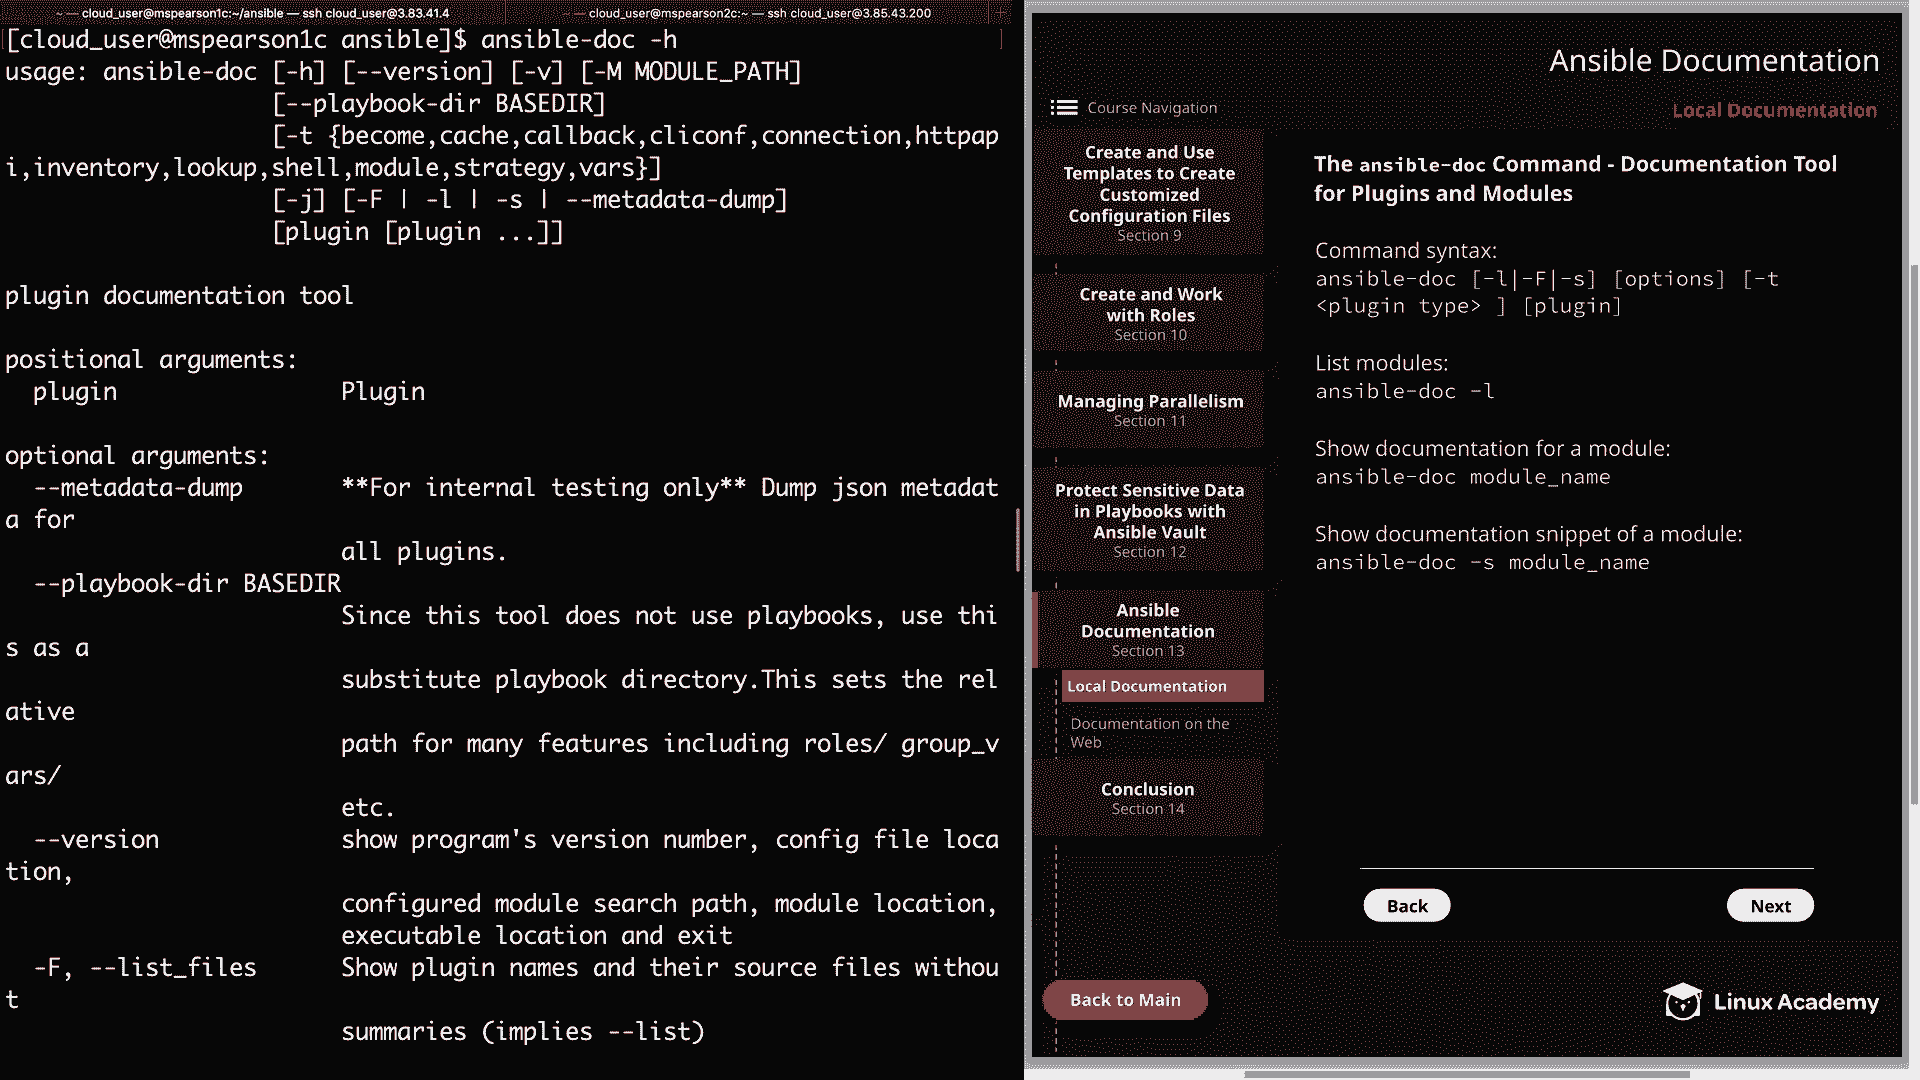 ~ — cloud_user@mspearson1c:~/ansible — ssh cloud_user@3.83.41.4
~ — cloud_user@mspearson2c:~ — ssh cloud_user@3.85.43.200
[cloud_user@mspearson1c ansible]$ ansible-doc -h
usage: ansible-doc [-h] [--version] [-v] [-M MODULE_PATH]
[--playbook-dir BASEDIR]
[-t {become,cache,callback,cliconf,connection,httpap
i,inventory,lookup,shell,module,strategy,vars}]
[-j] [-F | -l | -s | --metadata-dump]
[plugin [plugin ...]]
plugin documentation tool
positional arguments:
plugin Plugin
optional arguments:
--metadata-dump **For internal testing only** Dump json metadat
a for
all plugins.
--playbook-dir BASEDIR
Since this tool does not use playbooks, use thi
s as a
substitute playbook directory.This sets the rel
ative
path for many features including roles/ group_v
ars/
etc.
--version show program's version number, config file loca
tion,
configured module search path, module location,
executable location and exit
-F, --list_files Show plugin names and their source files withou
t
summaries (implies --list)
Ansible Documentation
Course Navigation
Local Documentation
Create and Use
Templates to Create
Customized
Configuration Files
Section 9
Create and Work
with Roles
Section 10
Managing Parallelism
Section 11
Protect Sensitive Data
in Playbooks with
Ansible Vault
Section 12
Ansible
Documentation
Section 13
Local Documentation
Documentation on the
Web
Conclusion
Section 14
Back to Main
The ansible-doc Command - Documentation Tool
for Plugins and Modules
Command syntax:
ansible-doc [-l|-F|-s] [options] [-t
<plugin type> ] [plugin]
List modules:
ansible-doc -l
Show documentation for a module:
ansible-doc module_name
Show documentation snippet of a module:
ansible-doc -s module_name
Back
Next
Linux Academy